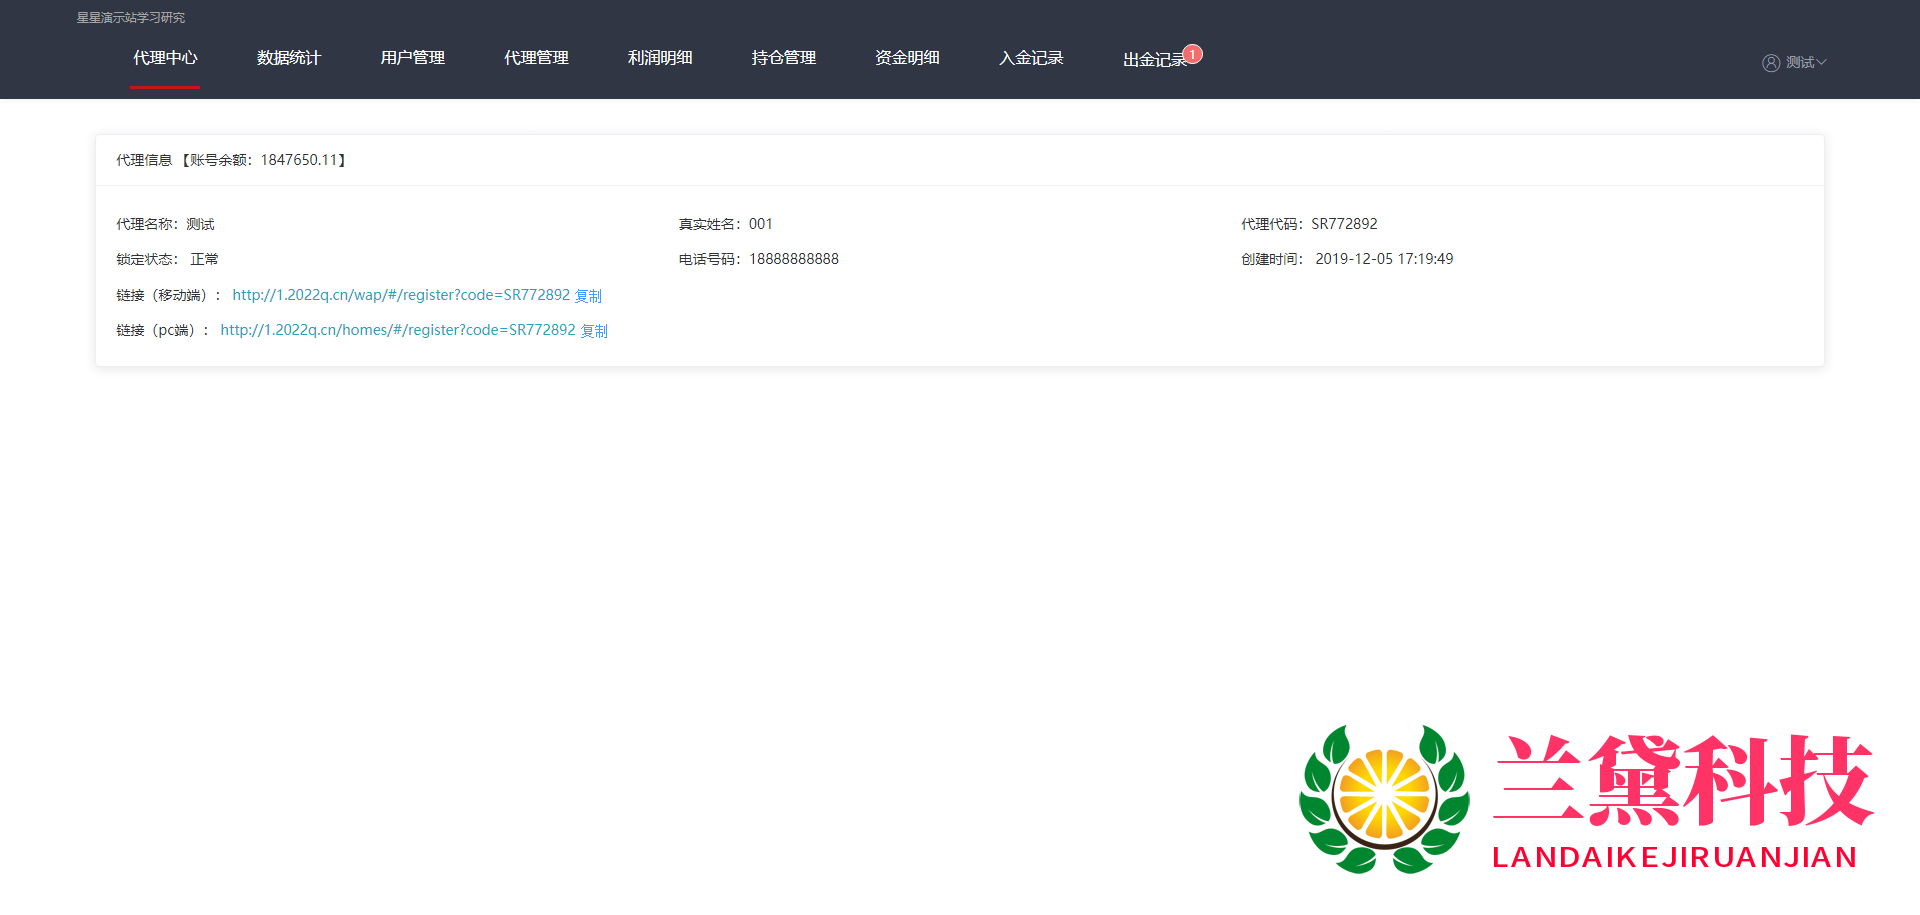 星星演示站学习研究
代理中心 数据统计 用户管理 代理管理 利润明细 持仓管理 资金明细 入金记录 出金记录 1 测试
代理信息 【账号余额：1847650.11】
代理名称：测试 真实姓名：001 代理代码：SR772892
锁定状态： 正常 电话号码：18888888888 创建时间： 2019-12-05 17:19:49
链接（移动端）： http://1.2022q.cn/wap/#/register?code=SR772892 复制
链接（pc端）： http://1.2022q.cn/homes/#/register?code=SR772892 复制
兰黛科技
LANDAIKEJIRUANJIAN